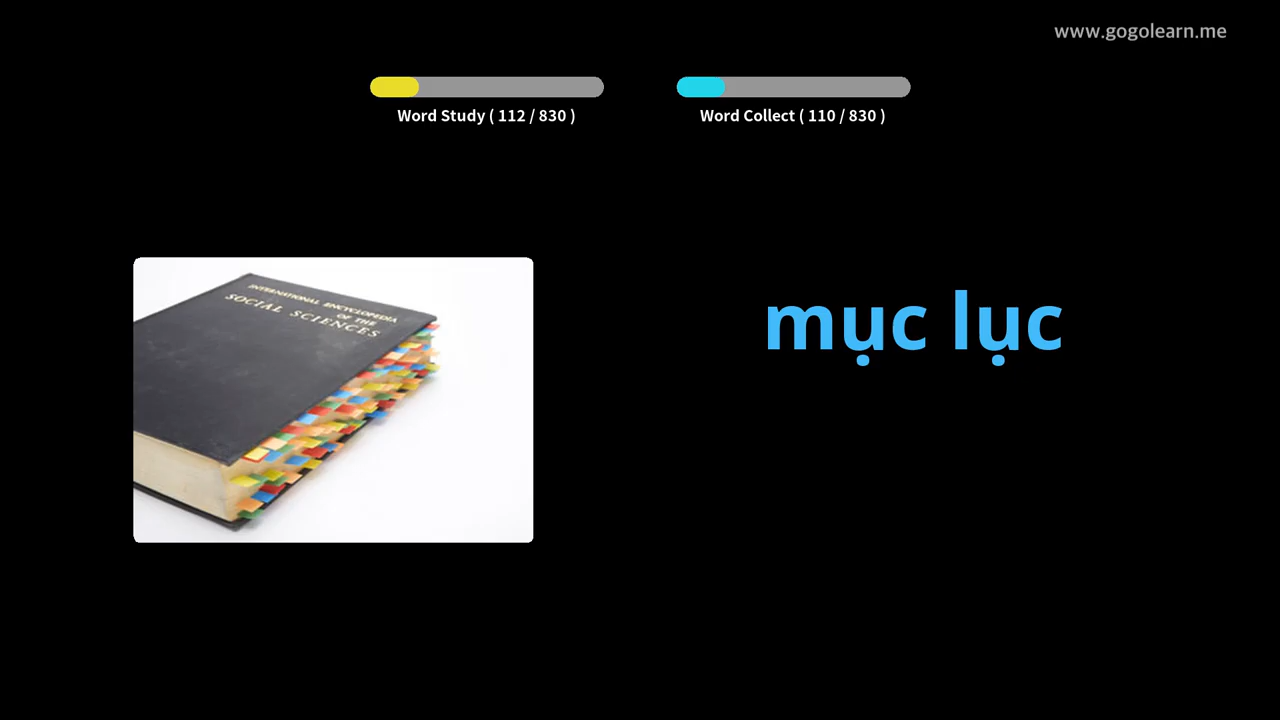 www.gogolearn.me
Word Study ( 112 / 830 )
Word Collect ( 110 / 830 )
INTERNATIONAL ENCYCLOPEDIA
OF THE
SOCIAL SCIENCES
mục lục